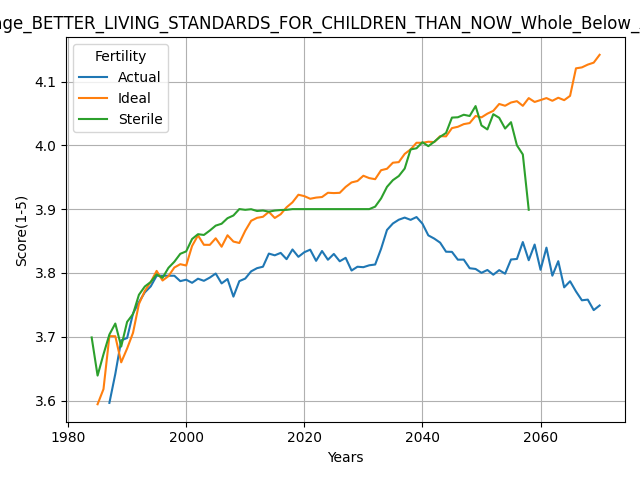 age_BETTER_LIVING_STANDARDS_FOR_CHILDREN_THAN_NOW_Whole_Below_
Fertility
Actual
Ideal
Sterile
Score(1-5)
4.1
4.0
3.9
3.8
3.7
3.6
1980
2000
2020
2040
2060
Years